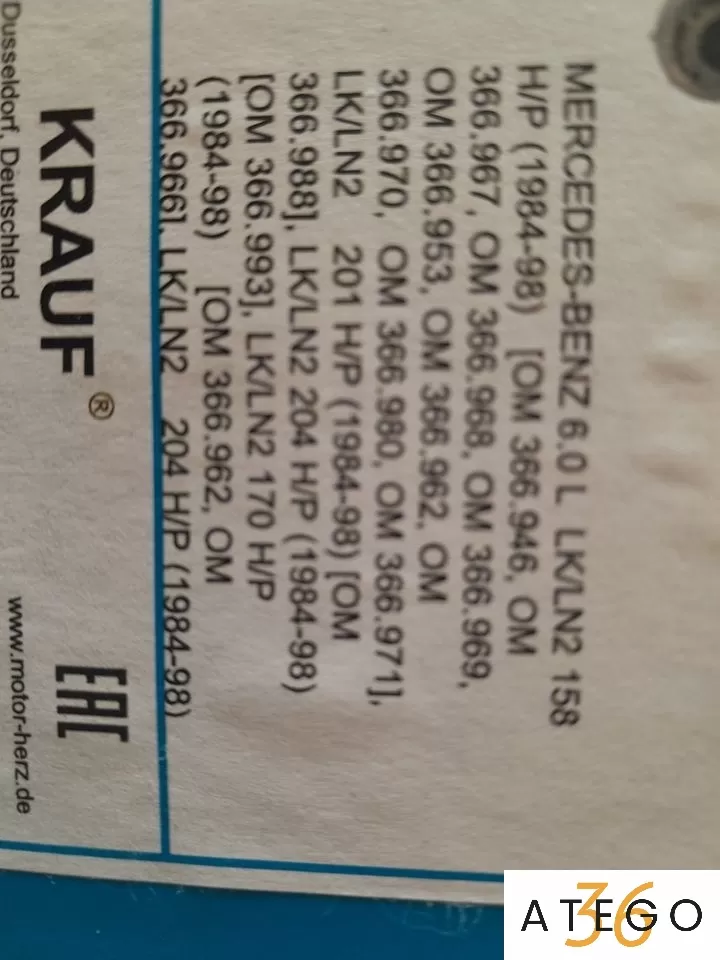 MERCEDES-BENZ 6.0 L LK/LN2 158
H/P (1984-98) [OM 366.946, OM
366.967, OM 366.968, OM 366.969,
OM 366.953, OM 366.962, OM
366.970, OM 366.980, OM 366.971],
LK/LN2 201 H/P (1984-98) [OM
366.988], LK/LN2 204 H/P (1984-98)
[OM 366.993], LK/LN2 170 H/P
(1984-98) [OM 366.962, OM
366.966], LK/LN2 204 H/P (1984-98)
KRAUF ® EAC
Dusseldorf, Deutschland www.motor-herz.de
ATEGO 36